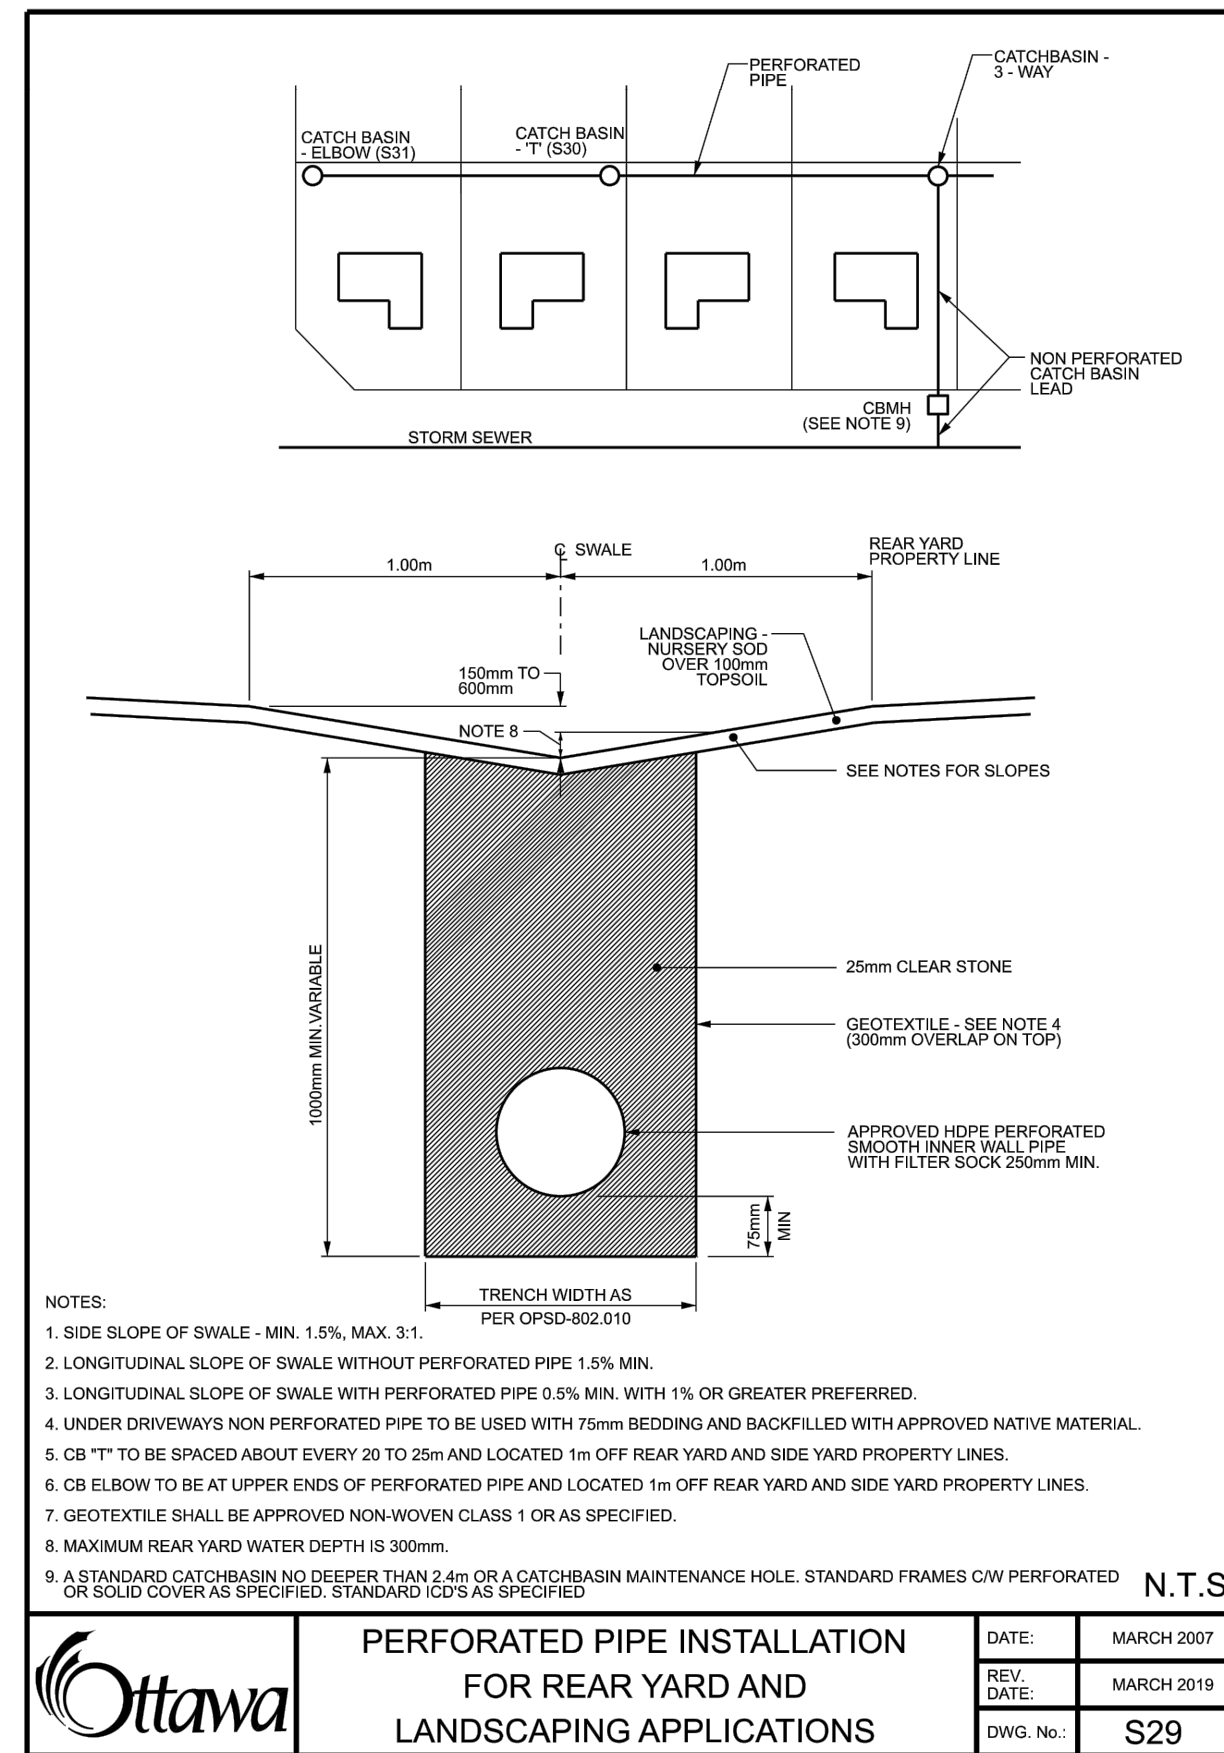 PERFORATED
PIPE
CATCHBASIN -
3 - WAY
CATCH BASIN
- ELBOW (S31)
CATCH BASIN
- 'T' (S30)
NON PERFORATED
CATCH BASIN
LEAD
CBMH
(SEE NOTE 9)
STORM SEWER
℄ SWALE
REAR YARD
PROPERTY LINE
1.00m
1.00m
LANDSCAPING -
NURSERY SOD
OVER 100mm
TOPSOIL
150mm TO
600mm
NOTE 8
SEE NOTES FOR SLOPES
1000mm MIN.VARIABLE
25mm CLEAR STONE
GEOTEXTILE - SEE NOTE 4
(300mm OVERLAP ON TOP)
APPROVED HDPE PERFORATED
SMOOTH INNER WALL PIPE
WITH FILTER SOCK 250mm MIN.
75mm
MIN
TRENCH WIDTH AS
PER OPSD-802.010
NOTES:
1. SIDE SLOPE OF SWALE - MIN. 1.5%, MAX. 3:1.
2. LONGITUDINAL SLOPE OF SWALE WITHOUT PERFORATED PIPE 1.5% MIN.
3. LONGITUDINAL SLOPE OF SWALE WITH PERFORATED PIPE 0.5% MIN. WITH 1% OR GREATER PREFERRED.
4. UNDER DRIVEWAYS NON PERFORATED PIPE TO BE USED WITH 75mm BEDDING AND BACKFILLED WITH APPROVED NATIVE MATERIAL.
5. CB "T" TO BE SPACED ABOUT EVERY 20 TO 25m AND LOCATED 1m OFF REAR YARD AND SIDE YARD PROPERTY LINES.
6. CB ELBOW TO BE AT UPPER ENDS OF PERFORATED PIPE AND LOCATED 1m OFF REAR YARD AND SIDE YARD PROPERTY LINES.
7. GEOTEXTILE SHALL BE APPROVED NON-WOVEN CLASS 1 OR AS SPECIFIED.
8. MAXIMUM REAR YARD WATER DEPTH IS 300mm.
9. A STANDARD CATCHBASIN NO DEEPER THAN 2.4m OR A CATCHBASIN MAINTENANCE HOLE. STANDARD FRAMES C/W PERFORATED
OR SOLID COVER AS SPECIFIED. STANDARD ICD'S AS SPECIFIED
N.T.S
Ottawa
PERFORATED PIPE INSTALLATION
FOR REAR YARD AND
LANDSCAPING APPLICATIONS
DATE: MARCH 2007
REV.
DATE: MARCH 2019
DWG. No.: S29